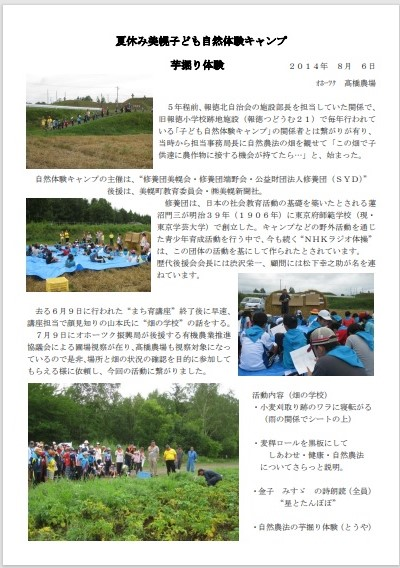 夏休み美幌子ども自然体験キャンプ
芋掘り体験
2014年 8月 6日
ｵﾎｰﾂｸ 高橋農場
5年程前、報徳北自治会の施設部長を担当していた関係で、
旧報徳小学校跡地施設（報徳つどうむ21）で毎年行われて
いる「子ども自然体験キャンプ」の関係者とは繋がりが有り、
当時から担当事務局長に自然農法の畑を観せて「この畑で子
供達に農作物に接する機会が持てたら…」と、始まった。
自然体験キャンプの主催は、“修養団美幌会・修養団端野会・公益財団法人修養団（SYD）”
後援は、美幌町教育委員会・㈱美幌新聞社。
修養団は、日本の社会教育活動の基礎を築いたとされる蓮
沼門三が明治39年（1906年）に東京府師範学校（現・
東京学芸大学）で創立した。キャンプなどの野外活動を通じ
た青少年育成活動を行う中で、今も続く“NHKラジオ体操”
は、この団体の活動を基にして作られたとされています。
歴代後援会会長には渋沢栄一、顧問には松下幸之助が名を連
ねています。
去る6月9日に行われた“まち育講座”終了後に早速、
講座担当で顔見知りの山本氏に“畑の学校”の話をする。
7月9日にオホーツク振興局が後援する有機農業推進
協議会による圃場視察が在り、高橋農場も視察対象になっ
ているので是非、場所と畑の状況の確認を目的に参加して
もらえる様に依頼し、今回の活動に繋がりました。
活動内容（畑の学校）
・小麦刈取り跡のワラに寝転がる
（雨の関係でシートの上）
・麦稈ロールを黒板にして
しあわせ・健康・自然農法
についてさらっと説明。
・金子 みすゞ の詩朗読（全員）
“星とたんぽぽ”
・自然農法の芋掘り体験（とうや）